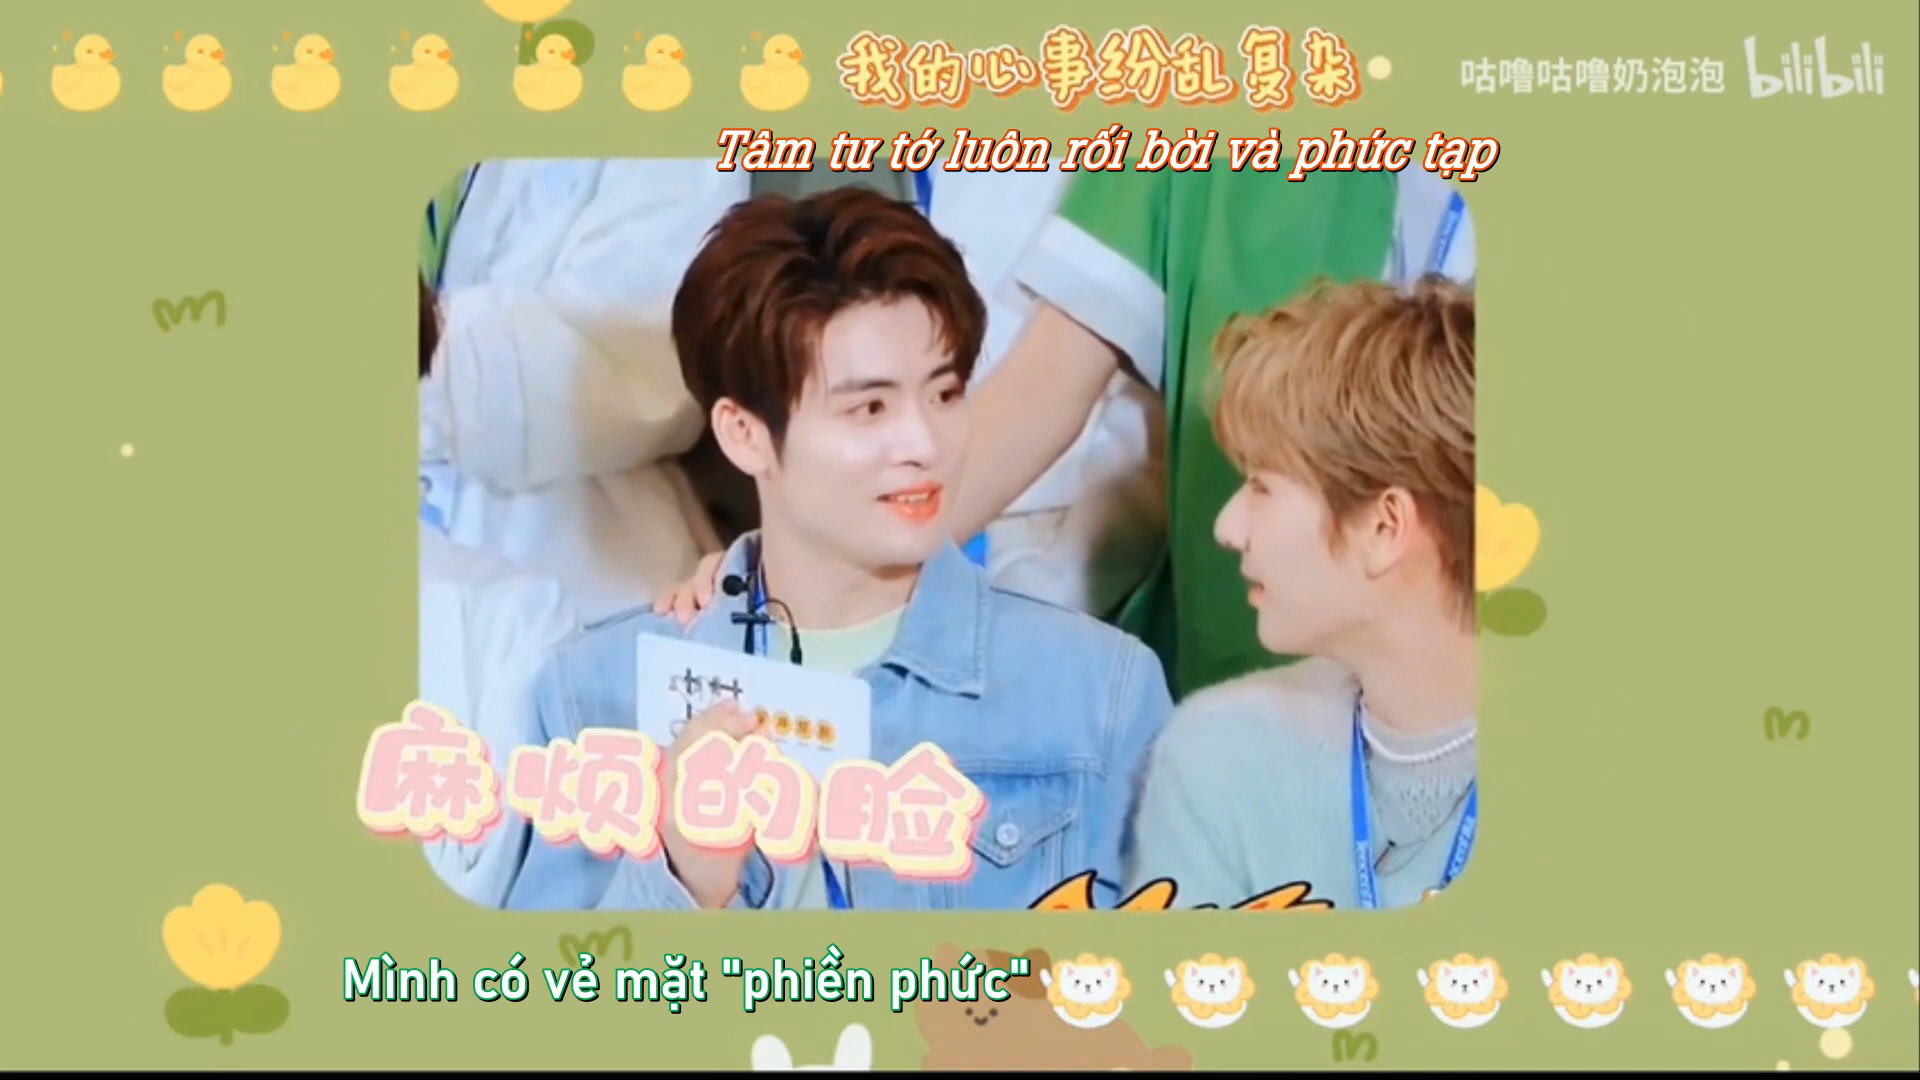 我的心事纷乱复杂
咕噜咕噜奶泡泡 bilibili
Tâm tư tớ luôn rối bời và phức tạp
麻烦的脸
Mình có vẻ mặt "phiền phức"